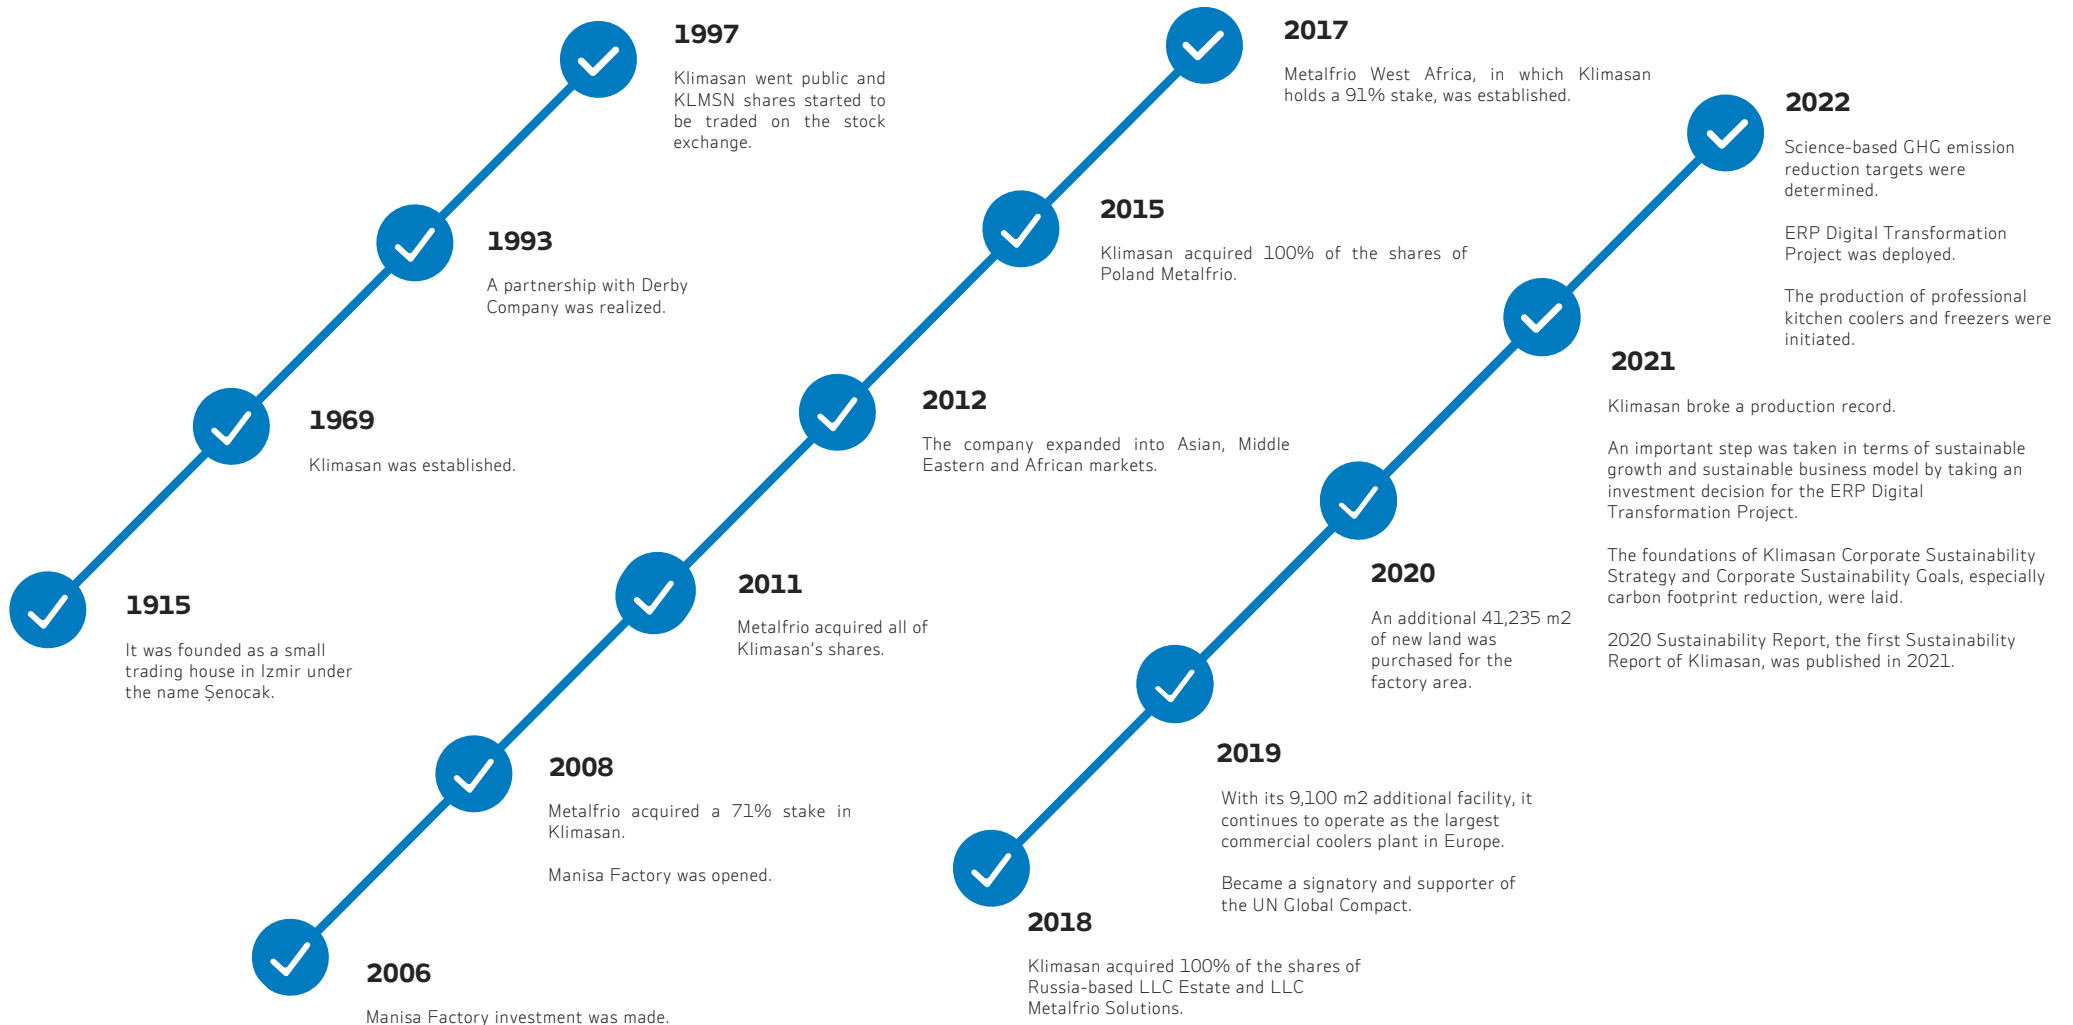 1915
It was founded as a small
trading house in Izmir under
the name Şenocak.
1969
Klimasan was established.
1993
A partnership with Derby
Company was realized.
1997
Klimasan went public and
KLMSN shares started to
be traded on the stock
exchange.
2006
Manisa Factory investment was made.
2008
Metalfrio acquired a 71% stake in
Klimasan.
Manisa Factory was opened.
2011
Metalfrio acquired all of
Klimasan's shares.
2012
The company expanded into Asian, Middle
Eastern and African markets.
2015
Klimasan acquired 100% of the shares of
Poland Metalfrio.
2017
Metalfrio West Africa, in which Klimasan
holds a 91% stake, was established.
2018
Klimasan acquired 100% of the shares of
Russia-based LLC Estate and LLC
Metalfrio Solutions.
2019
With its 9,100 m2 additional facility, it
continues to operate as the largest
commercial coolers plant in Europe.
Became a signatory and supporter of
the UN Global Compact.
2020
An additional 41,235 m2
of new land was
purchased for the
factory area.
2021
Klimasan broke a production record.
An important step was taken in terms of sustainable
growth and sustainable business model by taking an
investment decision for the ERP Digital
Transformation Project.
The foundations of Klimasan Corporate Sustainability
Strategy and Corporate Sustainability Goals, especially
carbon footprint reduction, were laid.
2020 Sustainability Report, the first Sustainability
Report of Klimasan, was published in 2021.
2022
Science-based GHG emission
reduction targets were
determined.
ERP Digital Transformation
Project was deployed.
The production of professional
kitchen coolers and freezers were
initiated.